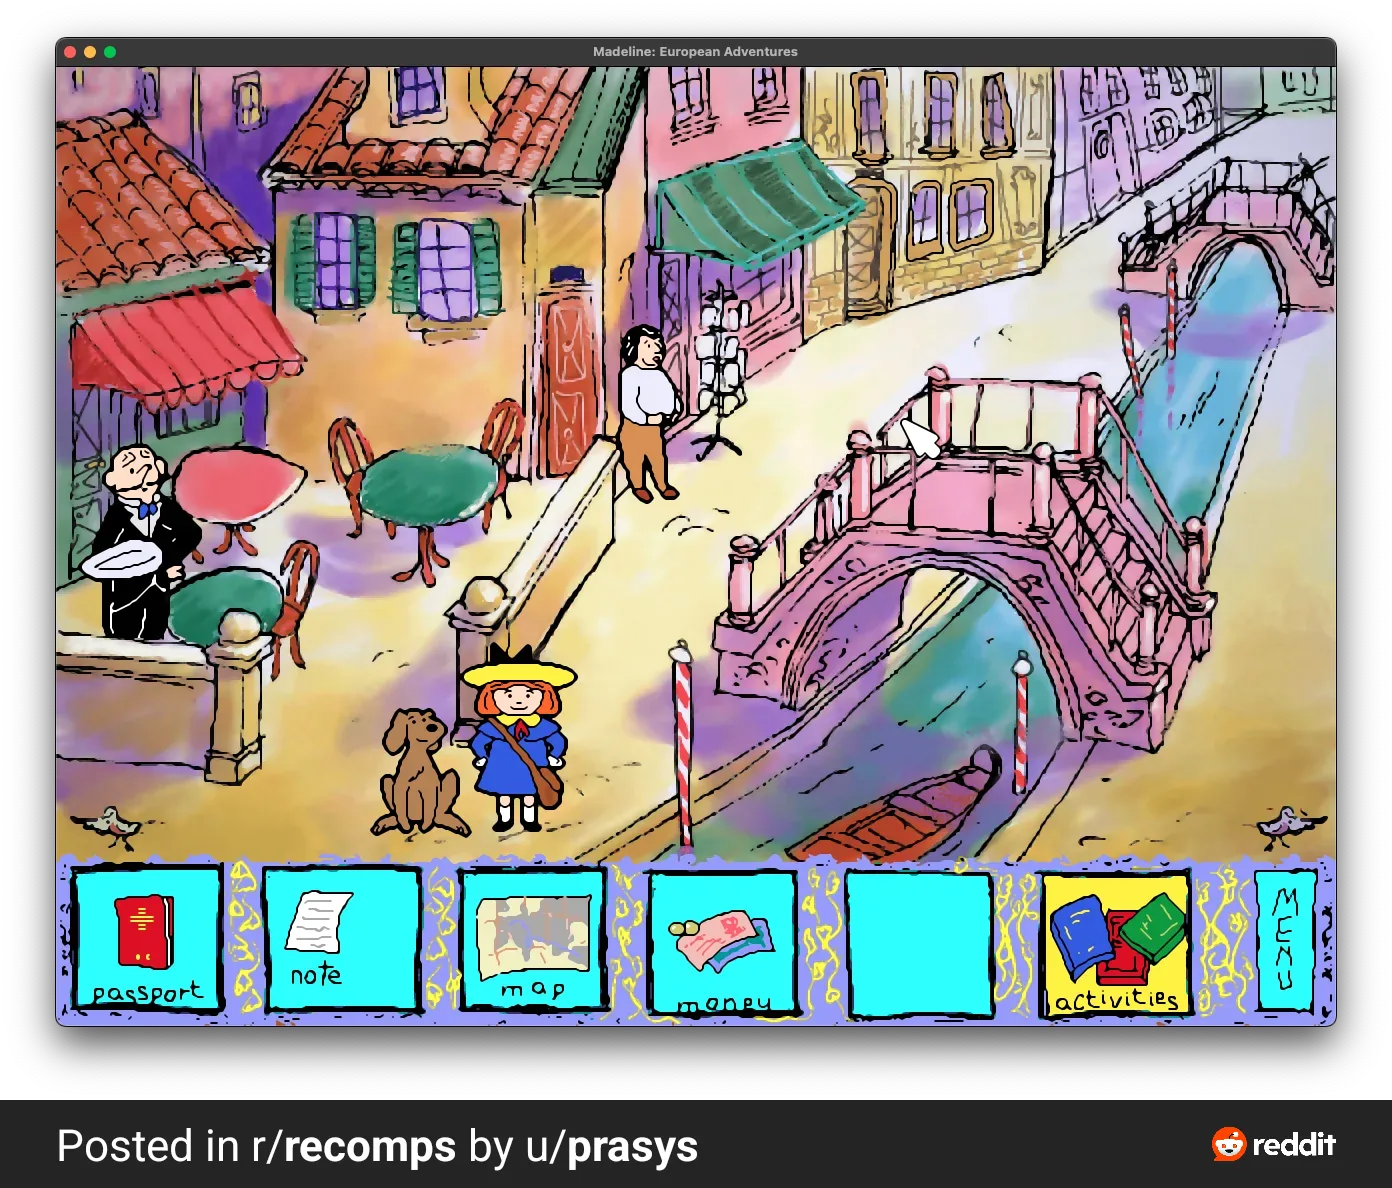 Madeline: European Adventures
passport
note
map
money
activities
MENU
Posted in r/recomps by u/prasys
reddit